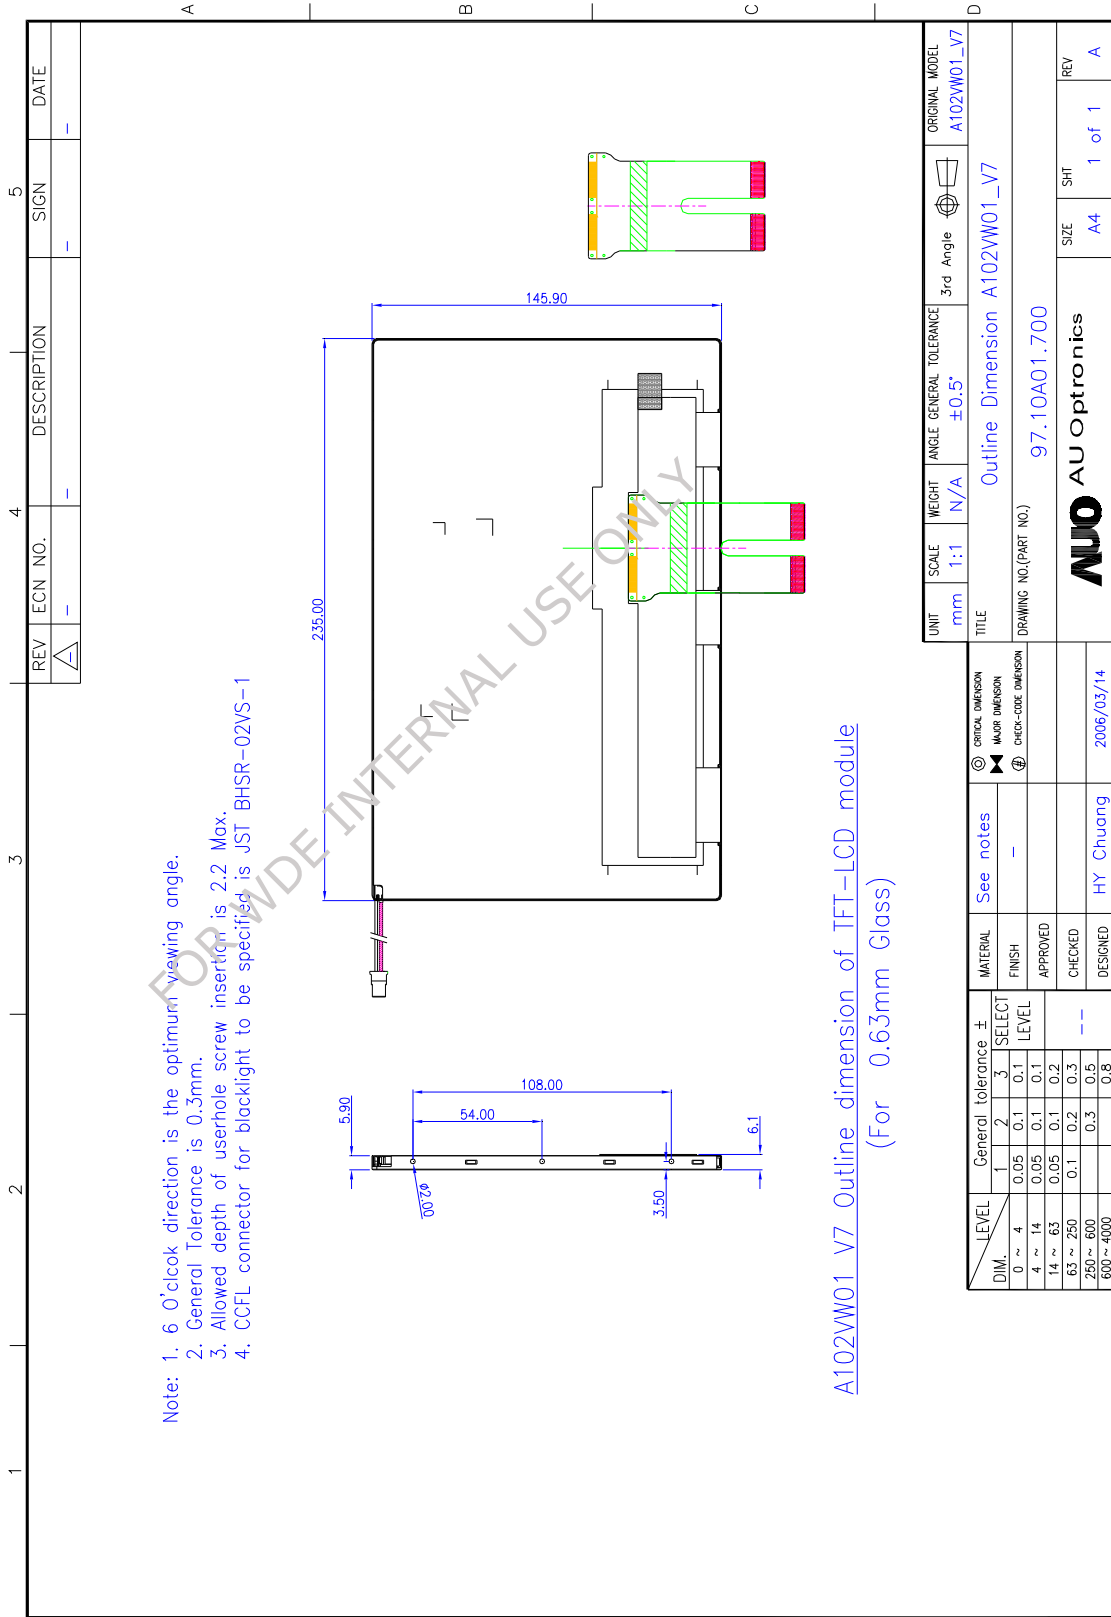 1
2
3
4
5
A
B
C
D
REV ECN NO. DESCRIPTION SIGN DATE
- - - - -
Note: 1. 6 O'clcok direction is the optimum viewing angle.
2. General Tolerance is 0.3mm.
3. Allowed depth of userhole screw insertion is 2.2 Max.
4. CCFL connector for blacklight to be specified is JST BHSR-02VS-1
FOR WDE INTERNAL USE ONLY
235.00
145.90
5.90
108.00
54.00
ø2.00
3.50
6.1
A102VW01 V7 Outline dimension of TFT-LCD module
(For 0.63mm Glass)
LEVEL
DIM.
General tolerance ±
1 2 3
SELECT
LEVEL
0 ~ 4 0.05 0.1 0.1
4 ~ 14 0.05 0.1 0.1
14 ~ 63 0.05 0.1 0.2
63 ~ 250 0.1 0.2 0.3
250 ~ 600 0.3 0.5
600 ~ 4000 0.8
--
MATERIAL See notes
FINISH -
APPROVED
CHECKED
DESIGNED HY Chuang 2006/03/14
CRITICAL DIMENSION
MAJOR DIMENSION
CHECK-CODE DIMENSION
UNIT mm
SCALE 1:1
WEIGHT N/A
ANGLE GENERAL TOLERANCE ±0.5°
3rd Angle
ORIGINAL MODEL A102VW01_V7
TITLE
Outline Dimension A102VW01_V7
DRAWING NO.(PART NO.)
97.10A01.700
AUO AU Optronics
SIZE A4
SHT 1 of 1
REV A